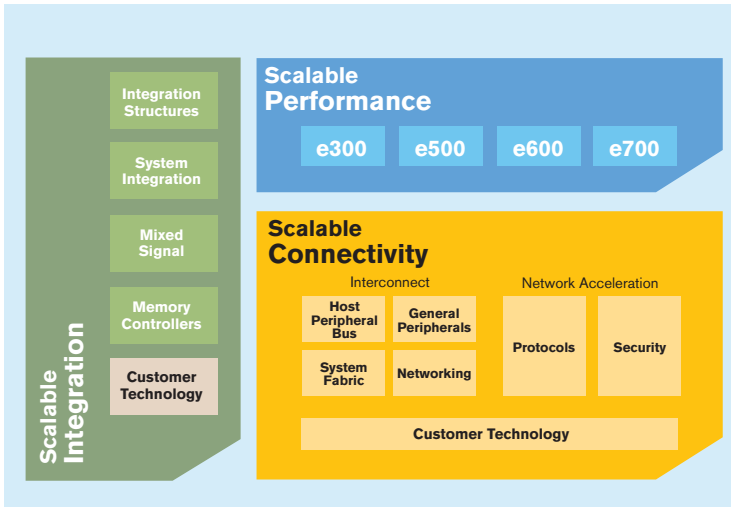 Integration
Structures
System
Integration
Mixed
Signal
Memory
Controllers
Customer
Technology
Scalable
Integration
Scalable
Performance
e300
e500
e600
e700
Scalable
Connectivity
Interconnect
Network Acceleration
Host
Peripheral
Bus
General
Peripherals
System
Fabric
Networking
Protocols
Security
Customer Technology